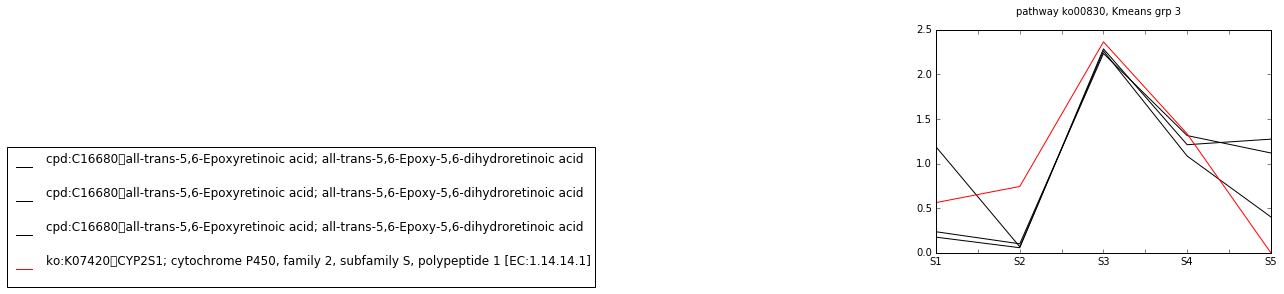 pathway ko00830, Kmeans grp 3
2.5
2.0
1.5
1.0
0.5
0.0
S1 S2 S3 S4 S5
cpd:C16680▯all-trans-5,6-Epoxyretinoic acid; all-trans-5,6-Epoxy-5,6-dihydroretinoic acid
cpd:C16680▯all-trans-5,6-Epoxyretinoic acid; all-trans-5,6-Epoxy-5,6-dihydroretinoic acid
cpd:C16680▯all-trans-5,6-Epoxyretinoic acid; all-trans-5,6-Epoxy-5,6-dihydroretinoic acid
ko:K07420▯CYP2S1; cytochrome P450, family 2, subfamily S, polypeptide 1 [EC:1.14.14.1]